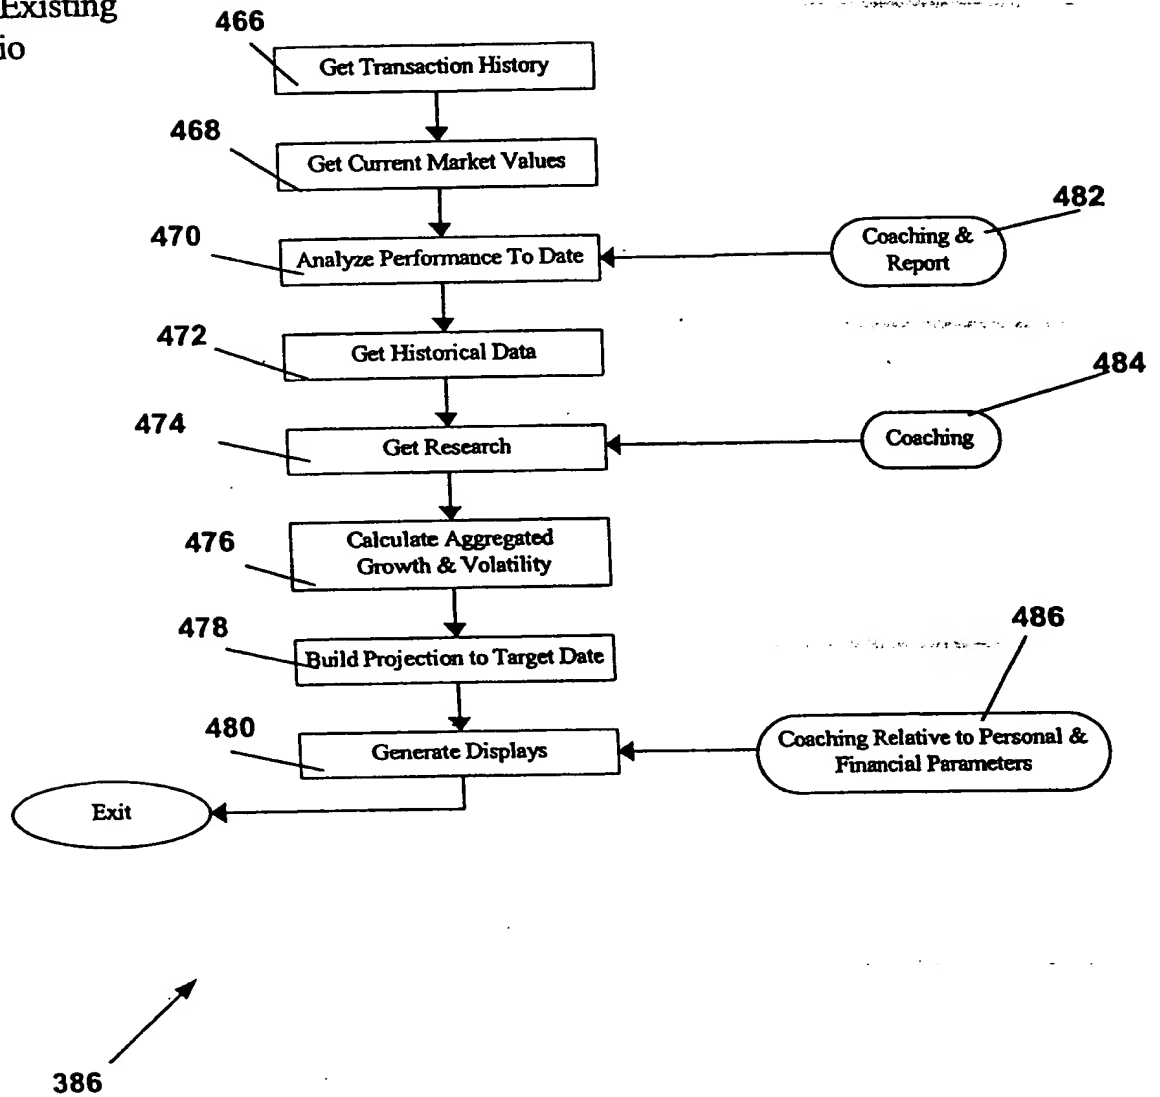 Existing
io
466
Get Transaction History
468
Get Current Market Values
470
Analyze Performance To Date
482
Coaching &
Report
472
Get Historical Data
484
474
Get Research
Coaching
476
Calculate Aggregated
Growth & Volatility
486
478
Build Projection to Target Date
480
Generate Displays
Coaching Relative to Personal &
Financial Parameters
Exit
386